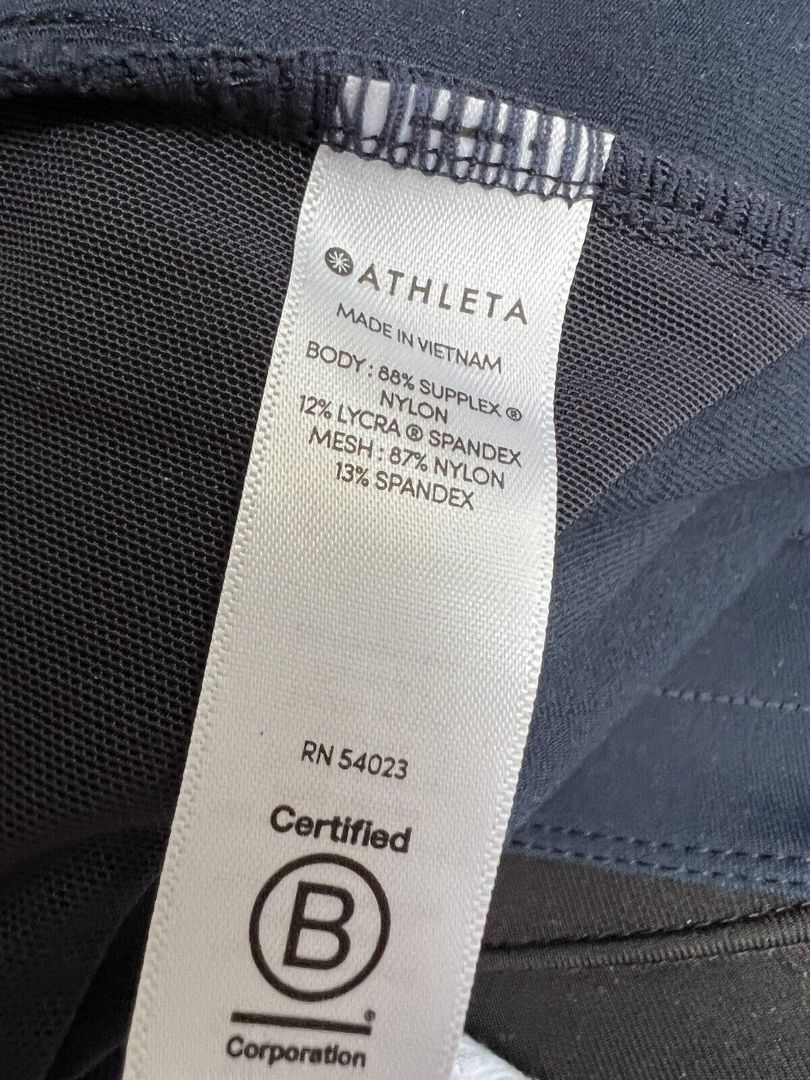 ATHLETA
MADE IN VIETNAM
BODY : 88% SUPPLEX ®
NYLON
12% LYCRA ® SPANDEX
MESH : 87% NYLON
13% SPANDEX
RN 54023
Certified
B
®
Corporation